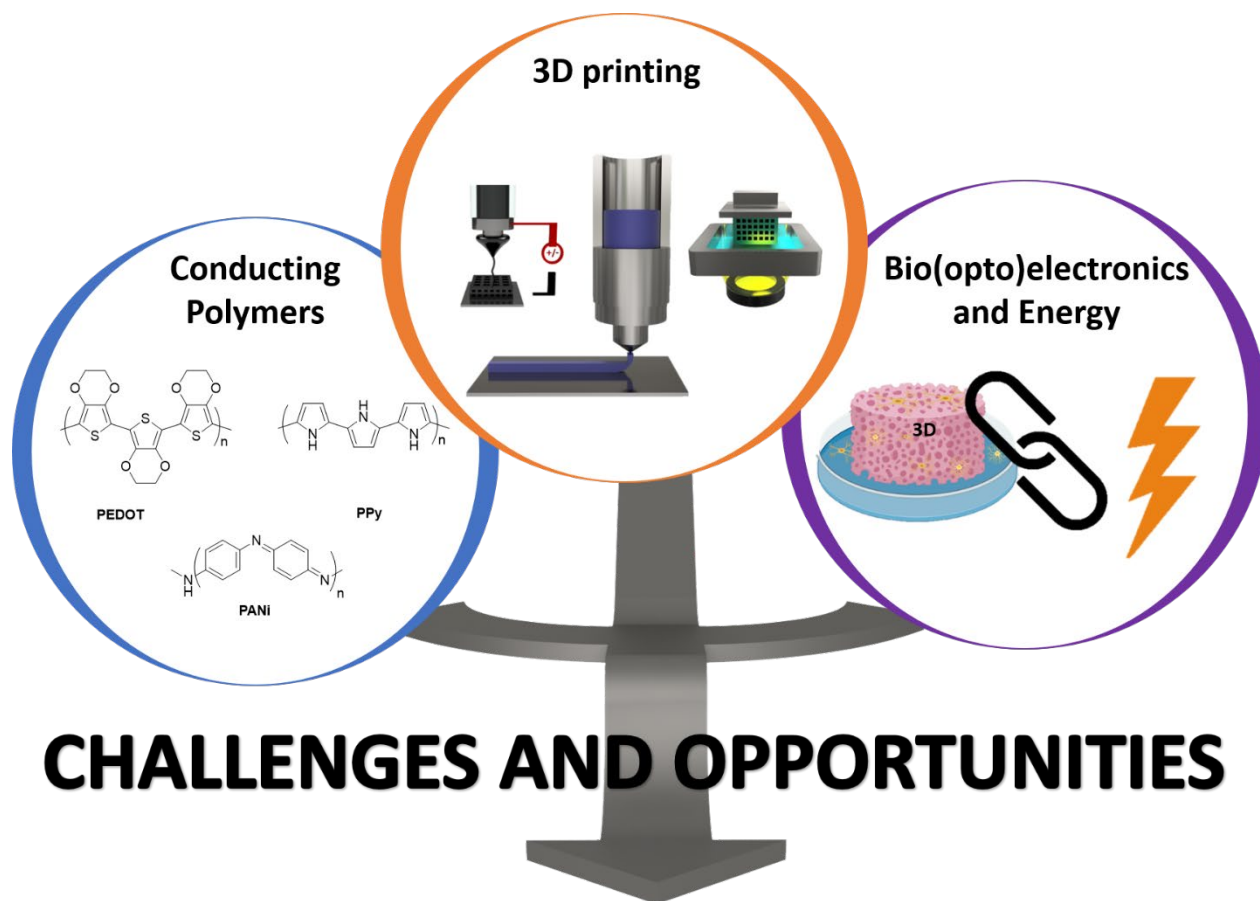 3D printing
+/-
Conducting
Polymers
O
O
O
O
S
S
S
O
O
n
PEDOT
H
N
N
H
N
H
n
PPy
N
H
N
N
n
PANi
Bio(opto)electronics
and Energy
3D
CHALLENGES AND OPPORTUNITIES